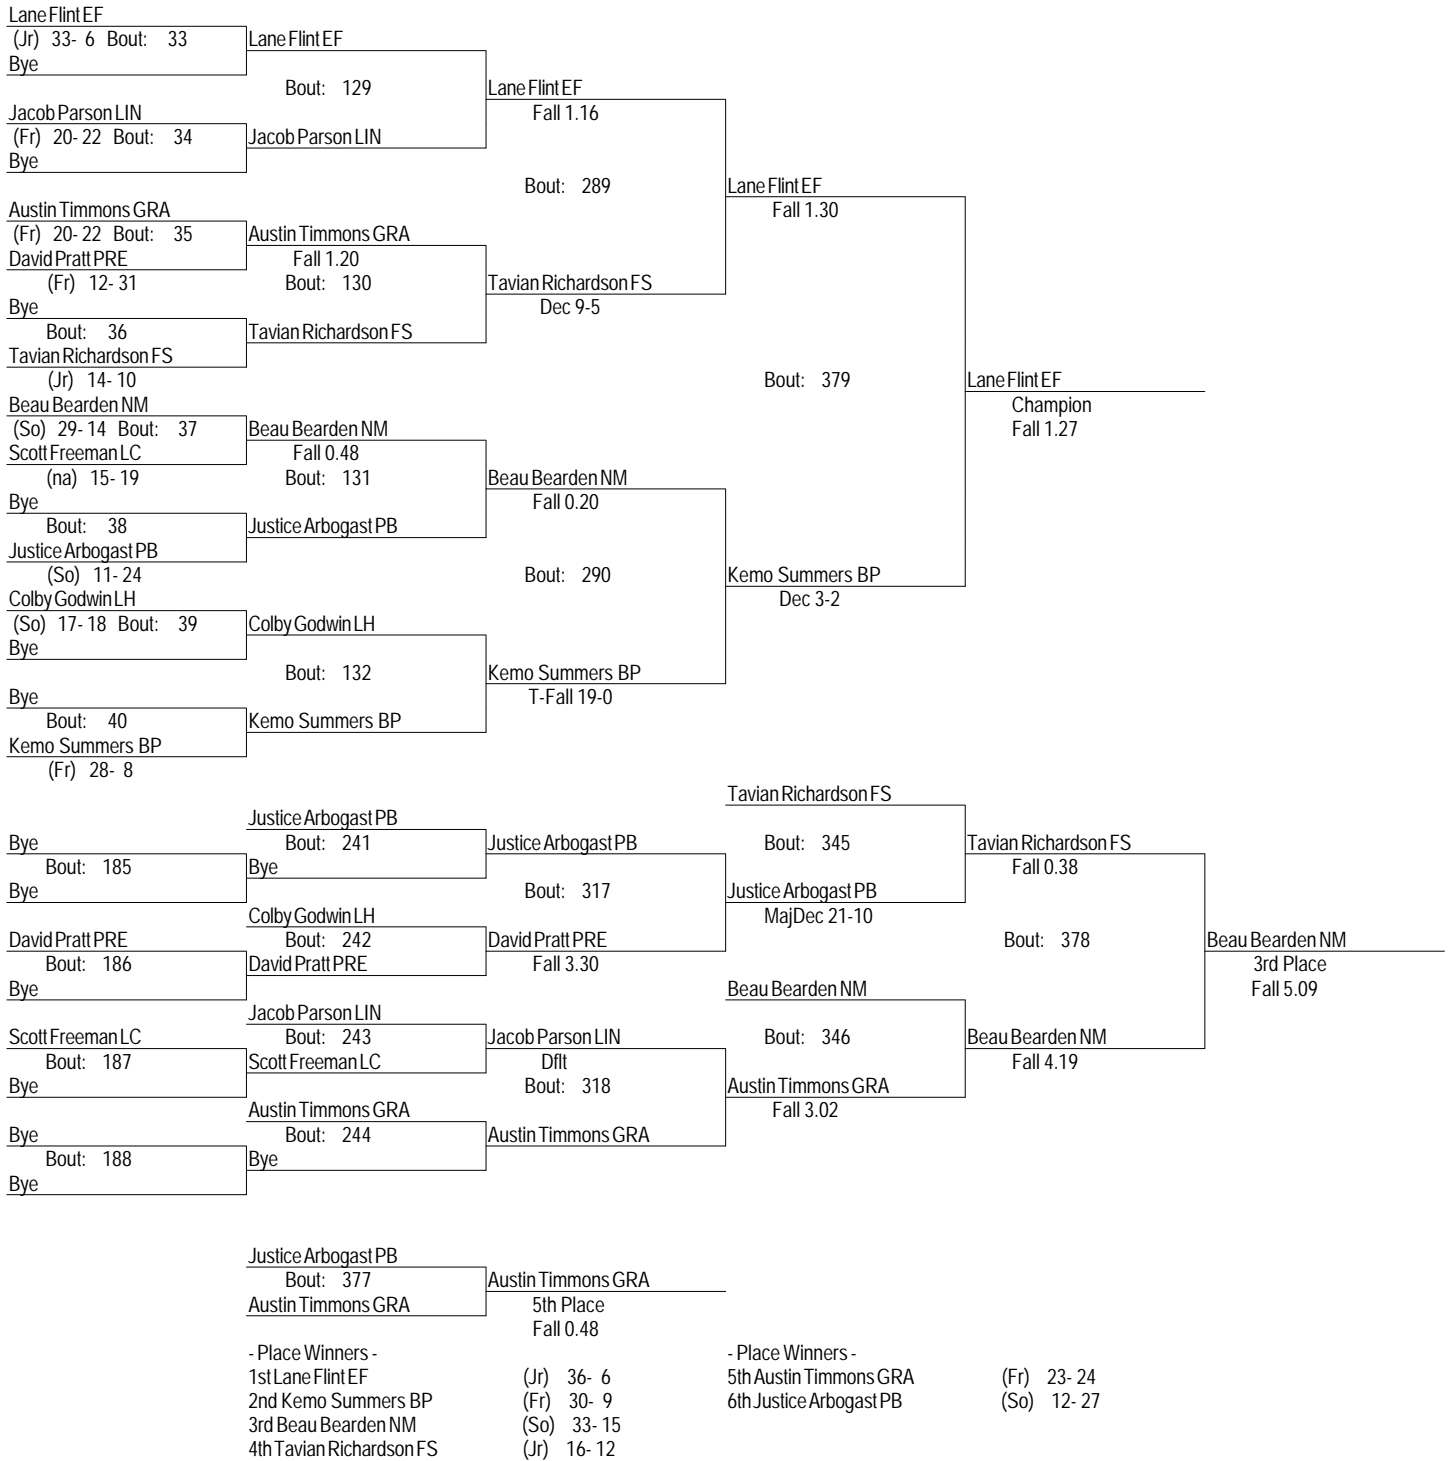 Lane Flint EF
(Jr) 33- 6 Bout: 33 Lane Flint EF
Bye
Bout: 129 Lane Flint EF
Jacob Parson LIN Fall 1.16
(Fr) 20- 22 Bout: 34 Jacob Parson LIN
Bye
Bout: 289 Lane Flint EF
Austin Timmons GRA Fall 1.30
(Fr) 20- 22 Bout: 35 Austin Timmons GRA
David Pratt PRE Fall 1.20
(Fr) 12- 31 Bout: 130 Tavian Richardson FS
Bye Dec 9-5
Bout: 36 Tavian Richardson FS
Tavian Richardson FS
(Jr) 14- 10 Bout: 379 Lane Flint EF
Beau Bearden NM Champion
(So) 29- 14 Bout: 37 Beau Bearden NM Fall 1.27
Scott Freeman LC Fall 0.48
(na) 15- 19 Bout: 131 Beau Bearden NM
Bye Fall 0.20
Bout: 38 Justice Arbogast PB
Justice Arbogast PB
(So) 11- 24 Bout: 290 Kemo Summers BP
Colby Godwin LH Dec 3-2
(So) 17- 18 Bout: 39 Colby Godwin LH
Bye
Bout: 132 Kemo Summers BP
Bye T-Fall 19-0
Bout: 40 Kemo Summers BP
Kemo Summers BP
(Fr) 28- 8
Tavian Richardson FS
Justice Arbogast PB
Bye Bout: 241 Justice Arbogast PB Bout: 345 Tavian Richardson FS
Bout: 185 Bye Fall 0.38
Bye Bout: 317 Justice Arbogast PB
Colby Godwin LH MajDec 21-10
David Pratt PRE Bout: 242 David Pratt PRE Bout: 378 Beau Bearden NM
Bout: 186 David Pratt PRE Fall 3.30 3rd Place
Bye Beau Bearden NM Fall 5.09
Jacob Parson LIN
Scott Freeman LC Bout: 243 Jacob Parson LIN Bout: 346 Beau Bearden NM
Bout: 187 Scott Freeman LC Dflt Fall 4.19
Bye Bout: 318 Austin Timmons GRA
Austin Timmons GRA Fall 3.02
Bye Bout: 244 Austin Timmons GRA
Bout: 188 Bye
Bye
Justice Arbogast PB
Bout: 377 Austin Timmons GRA
Austin Timmons GRA 5th Place
Fall 0.48
- Place Winners - - Place Winners -
1st Lane Flint EF (Jr) 36- 6 5th Austin Timmons GRA (Fr) 23- 24
2nd Kemo Summers BP (Fr) 30- 9 6th Justice Arbogast PB (So) 12- 27
3rd Beau Bearden NM (So) 33- 15
4th Tavian Richardson FS (Jr) 16- 12